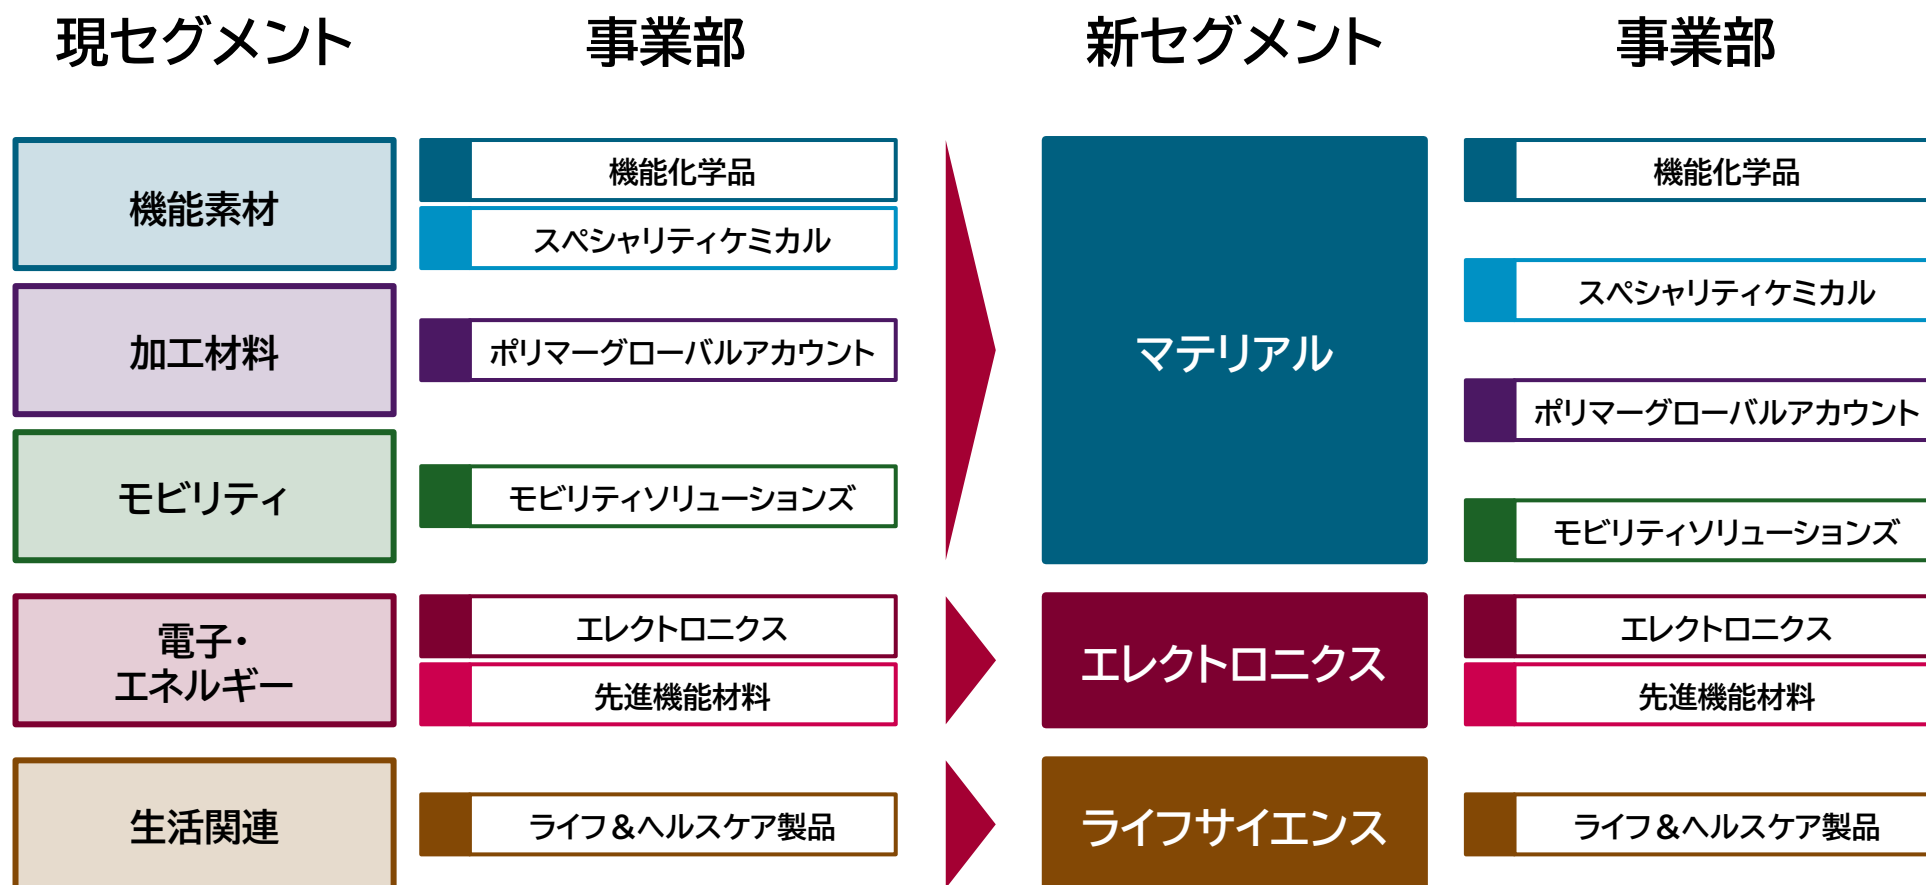 現セグメント
事業部
新セグメント
事業部
機能素材
機能化学品
スペシャリティケミカル
加工材料
ポリマーグローバルアカウント
モビリティ
モビリティソリューションズ
電子・
エネルギー
エレクトロニクス
先進機能材料
生活関連
ライフ&ヘルスケア製品
マテリアル
機能化学品
スペシャリティケミカル
ポリマーグローバルアカウント
モビリティソリューションズ
エレクトロニクス
エレクトロニクス
先進機能材料
ライフサイエンス
ライフ&ヘルスケア製品